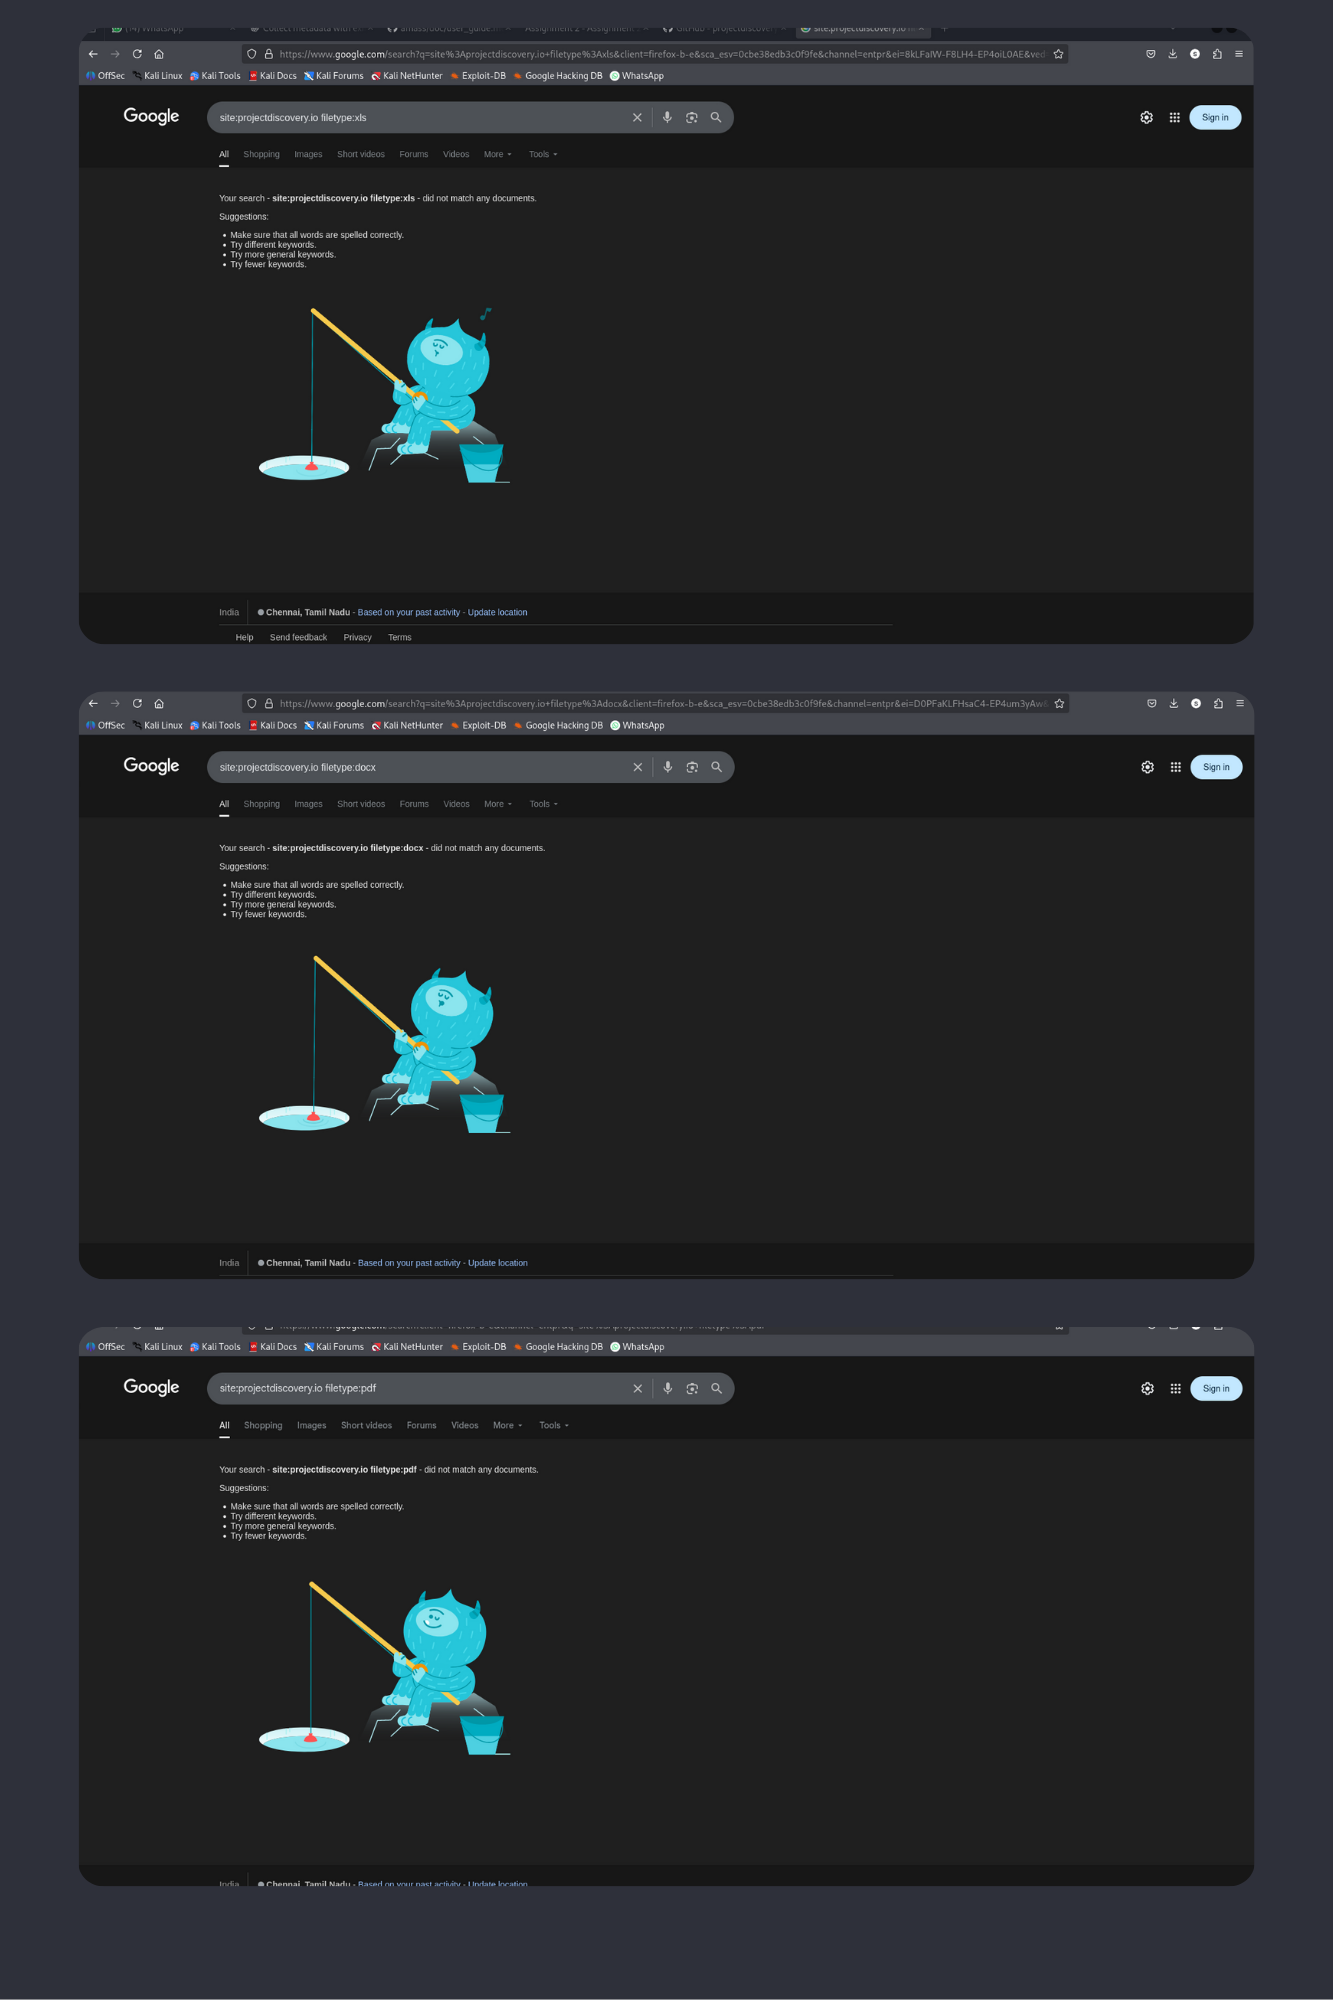 (74) WhatsApp
Collect metadata with ex
amass/doc/user_guide.m
Assignment 2 - Assignment
GitHub - projectdiscover
site:projectdiscovery.io
https://www.google.com/search?q=site%3Aprojectdiscovery.io+filetype%3Axls&client=firefox-b-e&sca_esv=0cbe38edb3c0f9fe&channel=entpr&ei=8kLFaIW-F8LH4-EP4oiL0AE&ved
OffSec Kali Linux Kali Tools Kali Docs Kali Forums Kali NetHunter Exploit-DB Google Hacking DB WhatsApp
Google
site:projectdiscovery.io filetype:xls
Sign in
All Shopping Images Short videos Forums Videos More Tools
Your search - site:projectdiscovery.io filetype:xls - did not match any documents.
Suggestions:
Make sure that all words are spelled correctly.
Try different keywords.
Try more general keywords.
Try fewer keywords.
India
Chennai, Tamil Nadu - Based on your past activity - Update location
Help Send feedback Privacy Terms
https://www.google.com/search?q=site%3Aprojectdiscovery.io+filetype%3Adocx&client=firefox-b-e&sca_esv=0cbe38edb3c0f9fe&channel=entpr&ei=D0PFaKLFHsaC4-EP4um3yAw
OffSec Kali Linux Kali Tools Kali Docs Kali Forums Kali NetHunter Exploit-DB Google Hacking DB WhatsApp
Google
site:projectdiscovery.io filetype:docx
Sign in
All Shopping Images Short videos Forums Videos More Tools
Your search - site:projectdiscovery.io filetype:docx - did not match any documents.
Suggestions:
Make sure that all words are spelled correctly.
Try different keywords.
Try more general keywords.
Try fewer keywords.
India
Chennai, Tamil Nadu - Based on your past activity - Update location
OffSec Kali Linux Kali Tools Kali Docs Kali Forums Kali NetHunter Exploit-DB Google Hacking DB WhatsApp
Google
site:projectdiscovery.io filetype:pdf
Sign in
All Shopping Images Short videos Forums Videos More Tools
Your search - site:projectdiscovery.io filetype:pdf - did not match any documents.
Suggestions:
Make sure that all words are spelled correctly.
Try different keywords.
Try more general keywords.
Try fewer keywords.
India
Chennai, Tamil Nadu - Based on your past activity - Update location